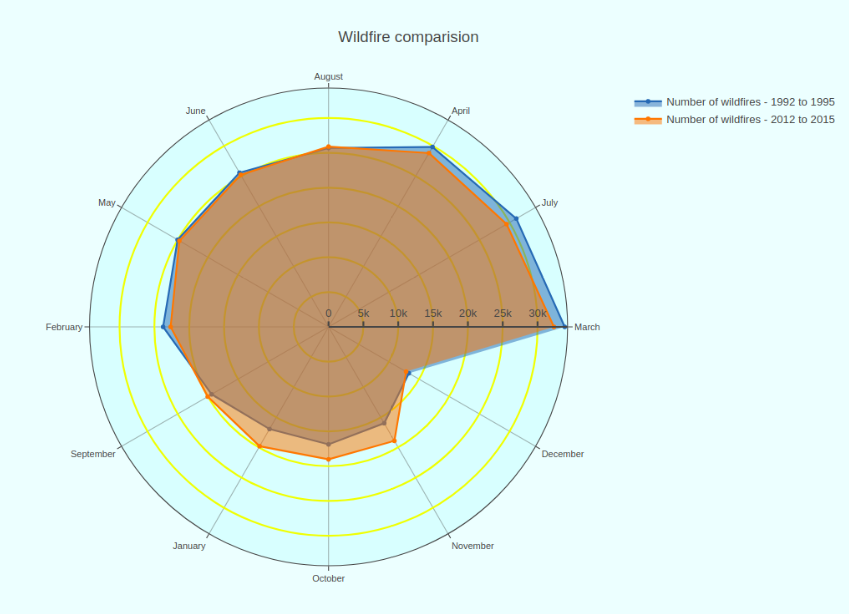 Wildfire comparision
August
June
April
Number of wildfires - 1992 to 1995
Number of wildfires - 2012 to 2015
May
July
0 5k 10k 15k 20k 25k 30k
February
March
September
December
January
November
October